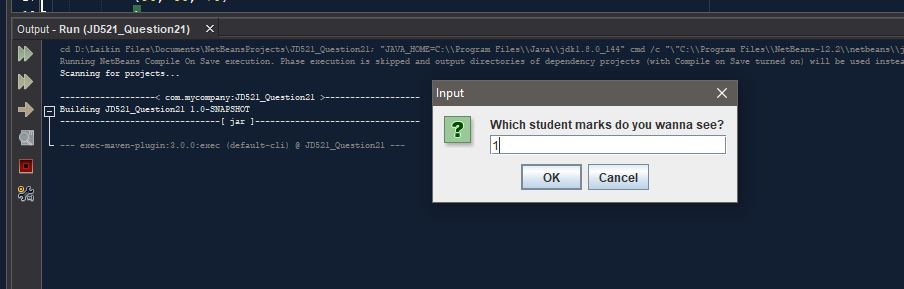 Output - Run (JD521_Question21)
cd D:\Laikin Files\Documents\NetBeansProjects\JD521_Question21; "JAVA_HOME=C:\\Program Files\\Java\\jdk1.8.0_144" cmd /c "\"C:\\Program Files\\NetBeans-12.2\\netbeans\\j
Running NetBeans Compile On Save execution. Phase execution is skipped and output directories of dependency projects (with Compile on Save turned on) will be used instea
Scanning for projects...
------------------< com.mycompany:JD521_Question21 >-------------------
Building JD521_Question21 1.0-SNAPSHOT
--------------------------------[ jar ]---------------------------------
--- exec-maven-plugin:3.0.0:exec (default-cli) @ JD521_Question21 ---
Input
Which student marks do you wanna see?
1
OK
Cancel